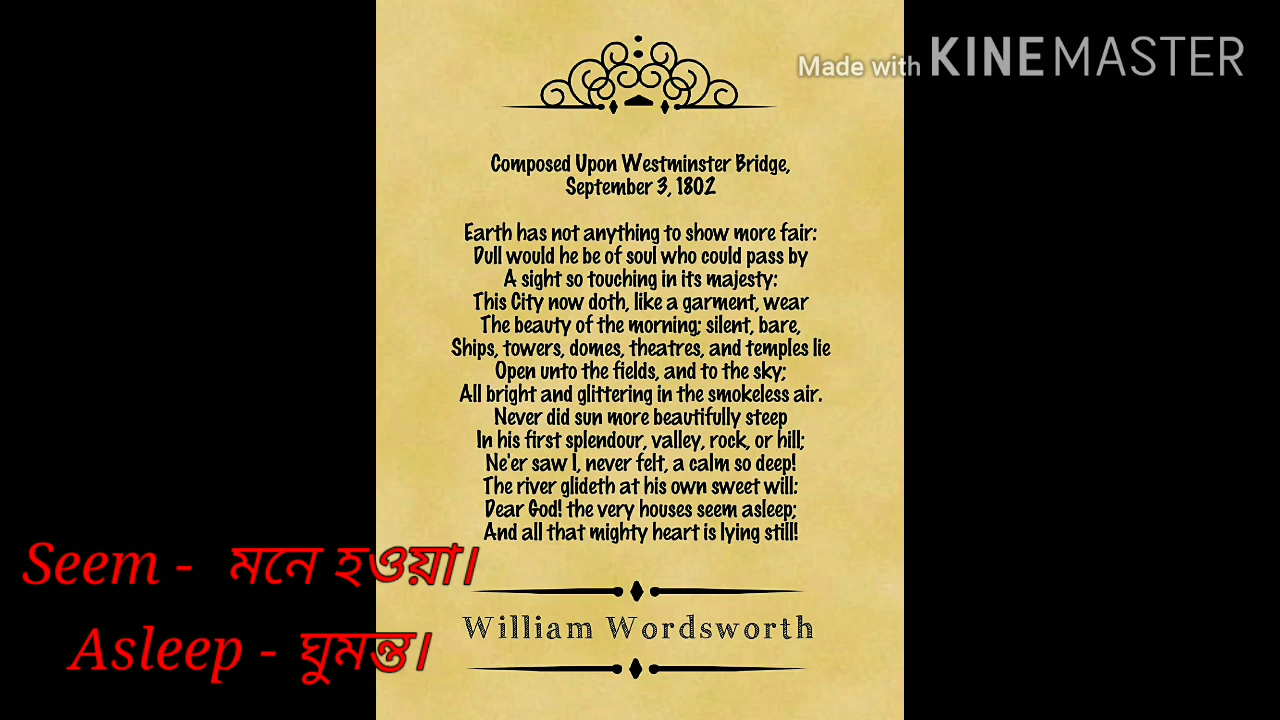 Made with KINEMASTER
Composed Upon Westminster Bridge,
September 3, 1802
Earth has not anything to show more fair:
Dull would he be of soul who could pass by
A sight so touching in its majesty:
This City now doth, like a garment, wear
The beauty of the morning; silent, bare,
Ships, towers, domes, theatres, and temples lie
Open unto the fields, and to the sky;
All bright and glittering in the smokeless air.
Never did sun more beautifully steep
In his first splendour, valley, rock, or hill;
Ne'er saw I, never felt, a calm so deep!
The river glideth at his own sweet will:
Dear God! the very houses seem asleep;
And all that mighty heart is lying still!
Seem - মনে হওয়া।
William Wordsworth
Asleep - ঘুমন্ত।